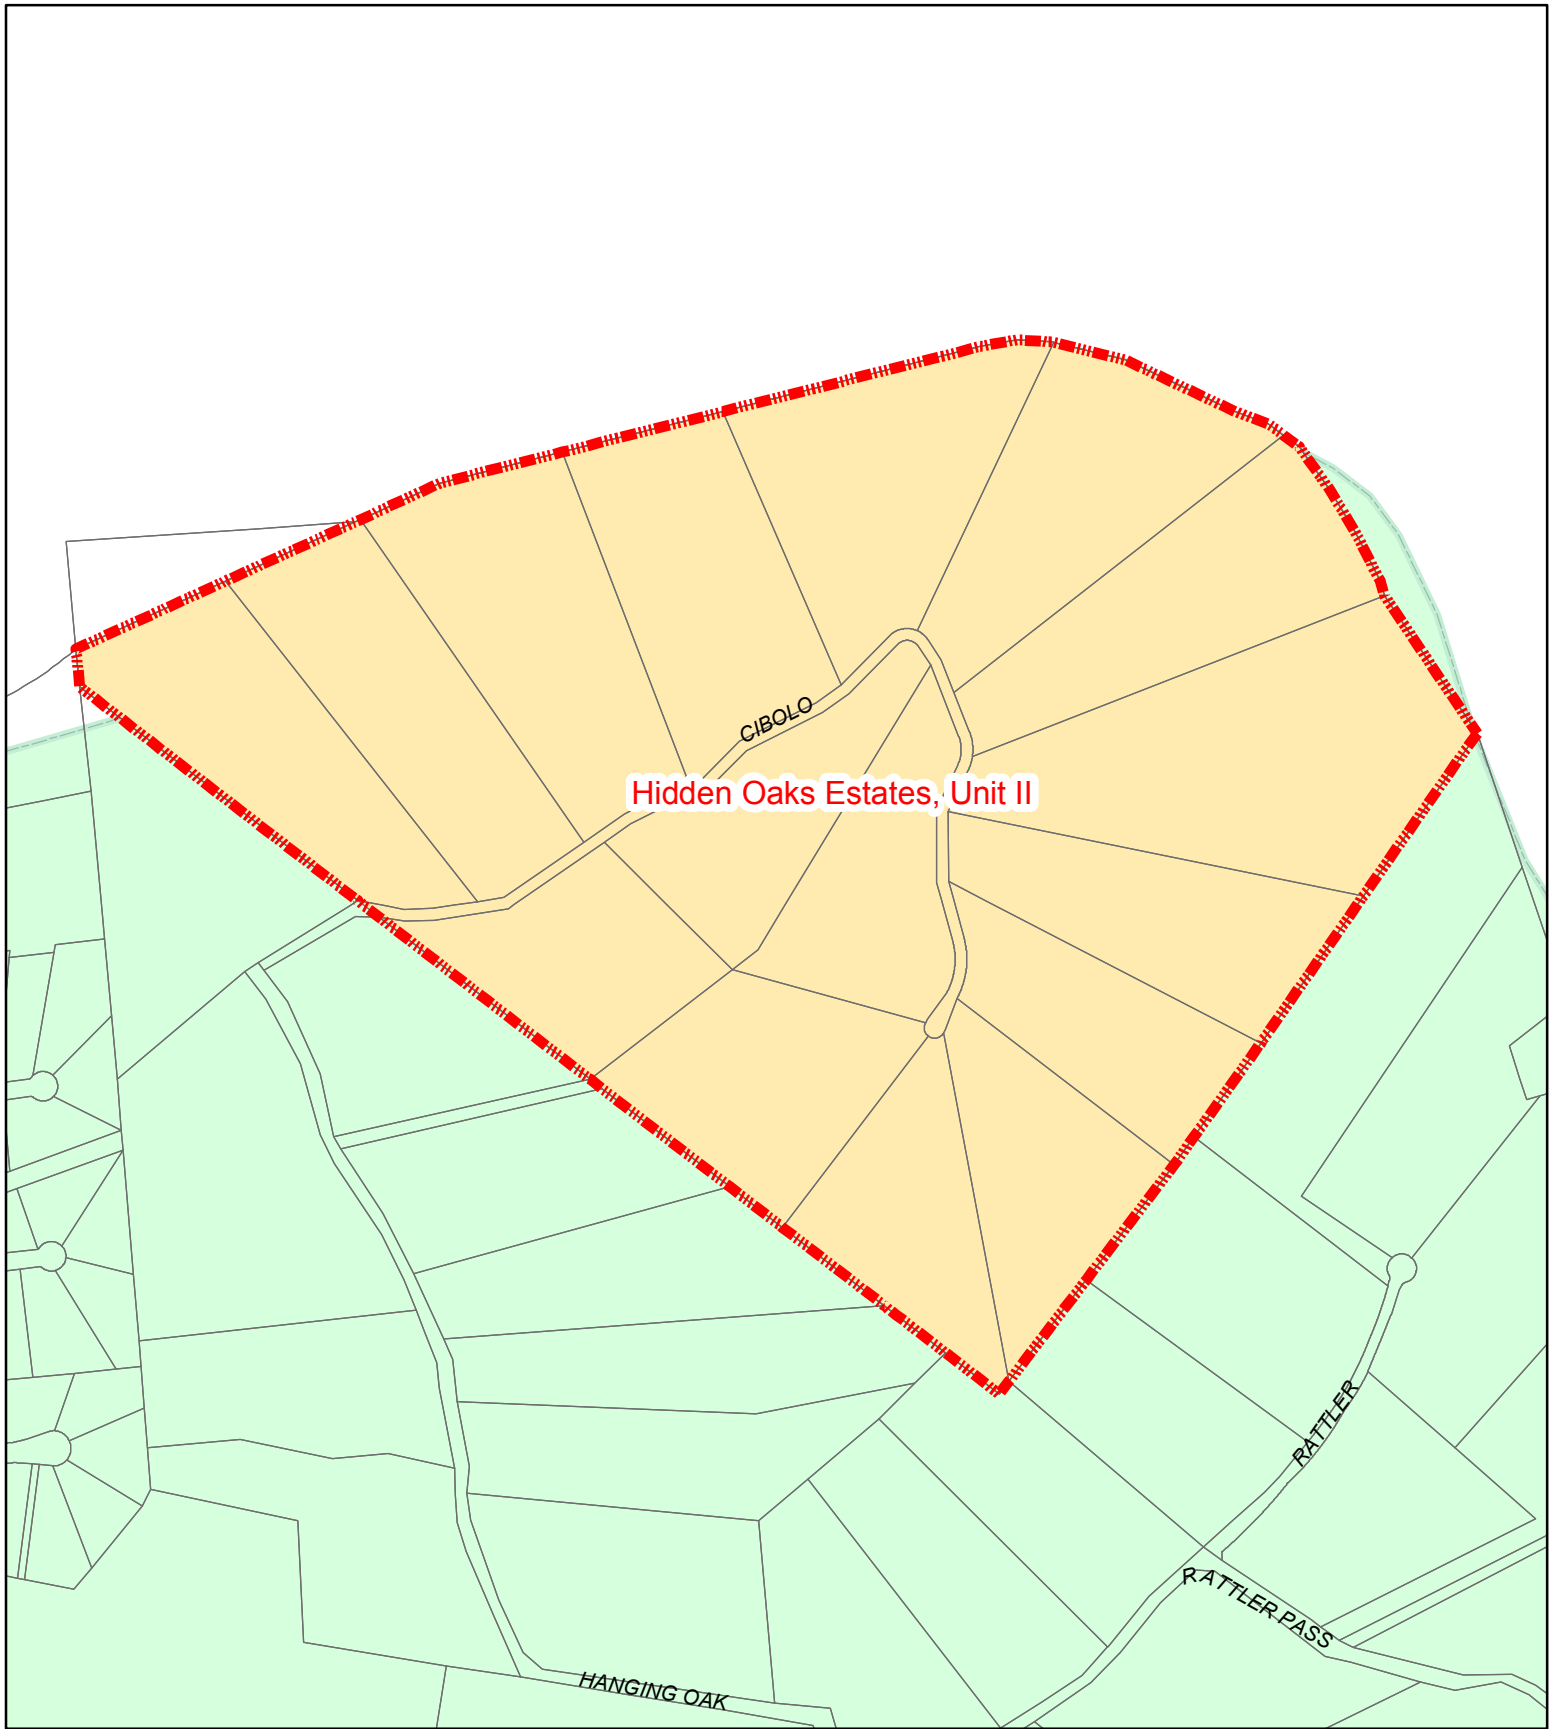 CIBOLO
Hidden Oaks Estates, Unit II
RATTLER
RATTLER PASS
HANGING OAK